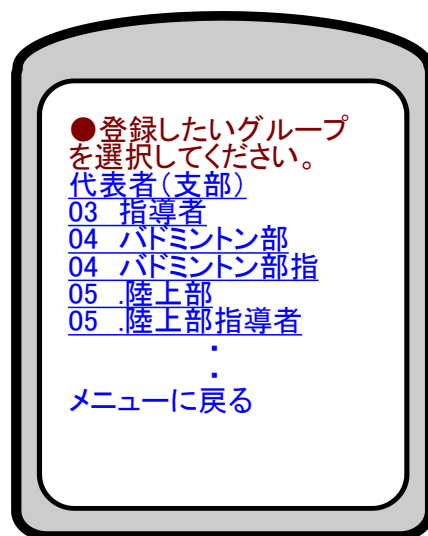 ●登録したいグループ
を選択してください。
代表者（支部）
03　指導者
04　バドミントン部
04　バドミントン部指
05　.陸上部
05　.陸上部指導者
・
・
メニューに戻る